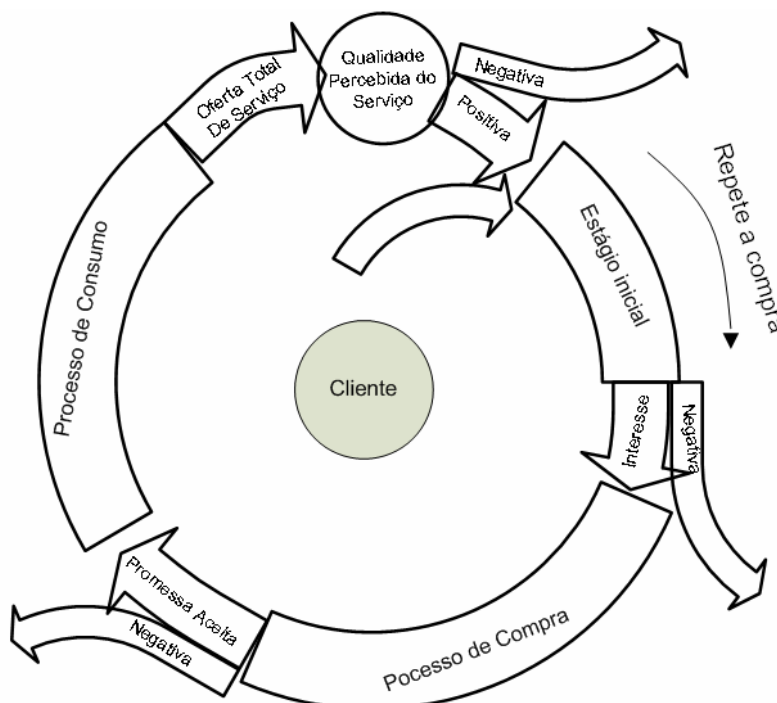 Qualidade
Percebida do
Serviço
Negativa
Positiva
Oferta Total
De Serviço
Estágio inicial
Repete a compra
Processo de Consumo
Cliente
Interesse
Negativa
Promessa Aceita
Negativa
Pocesso de Compra